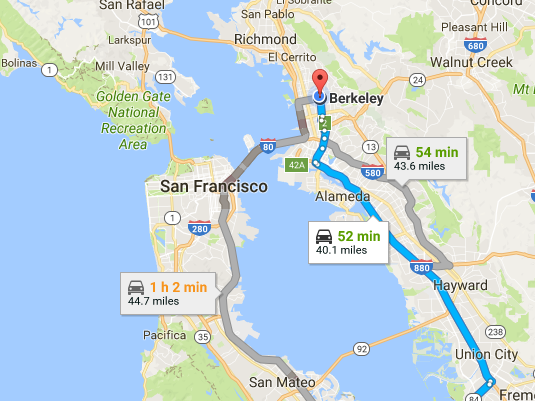 San Rafael
Concord
101
San Pablo
Larkspur
Richmond
Pleasant Hill
680
El Cerrito
Bolinas
1
Mill Valley
131
Walnut Creek
24
Berkeley
Golden Gate
National
Recreation
Area
80
13
54 min
43.6 miles
42A
580
San Francisco
Alameda
1
280
52 min
40.1 miles
880
Hayward
1 h 2 min
44.7 miles
238
Pacifica
35
92
Union City
San Mateo
84